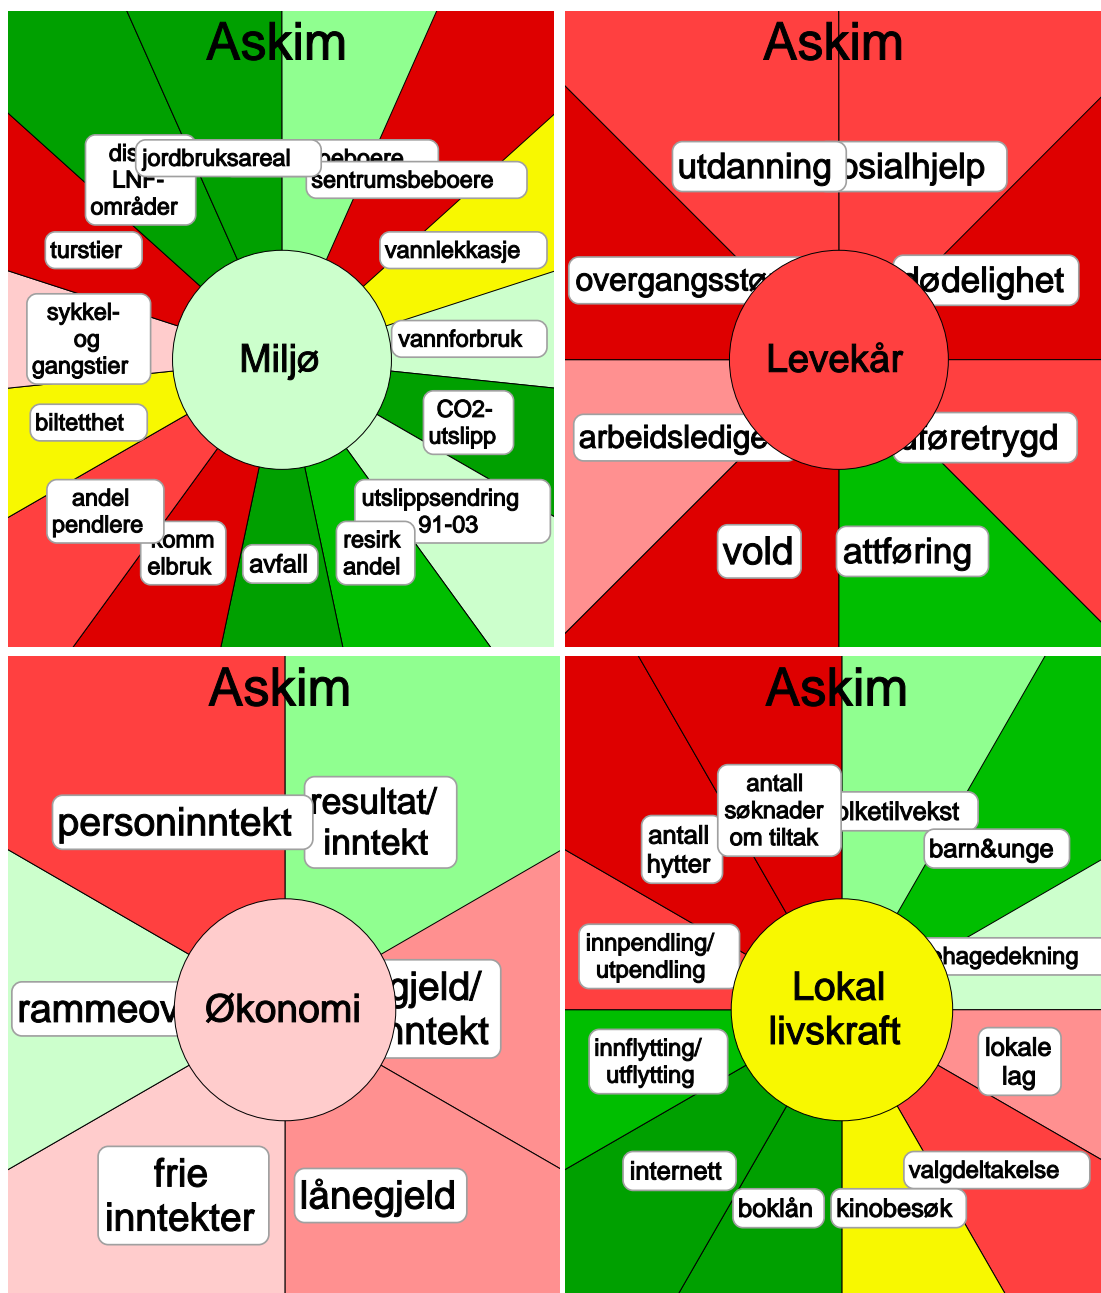 Askim
jordbruksareal
LNF-
områder
sentrumsbeboere
turstier
vannlekkasje
sykkel-
og
gangstier
vannforbruk
Miljø
biltetthet
CO2-
utslipp
andel
pendlere
utslippsendring
91-03
elbruk
avfall
resirk
andel
Askim
utdanning
Levekår
vold
attføring
Askim
personinntekt
resultat/
inntekt
Økonomi
gjeld/
frie
inntekter
lånegjeld
Askim
antall
søknader
om tiltak
antall
hytter
barn&unge
innpendling/
utpendling
Lokal
livskraft
innflytting/
utflytting
lokale
lag
internett
valgdeltakelse
boklån
kinobesøk